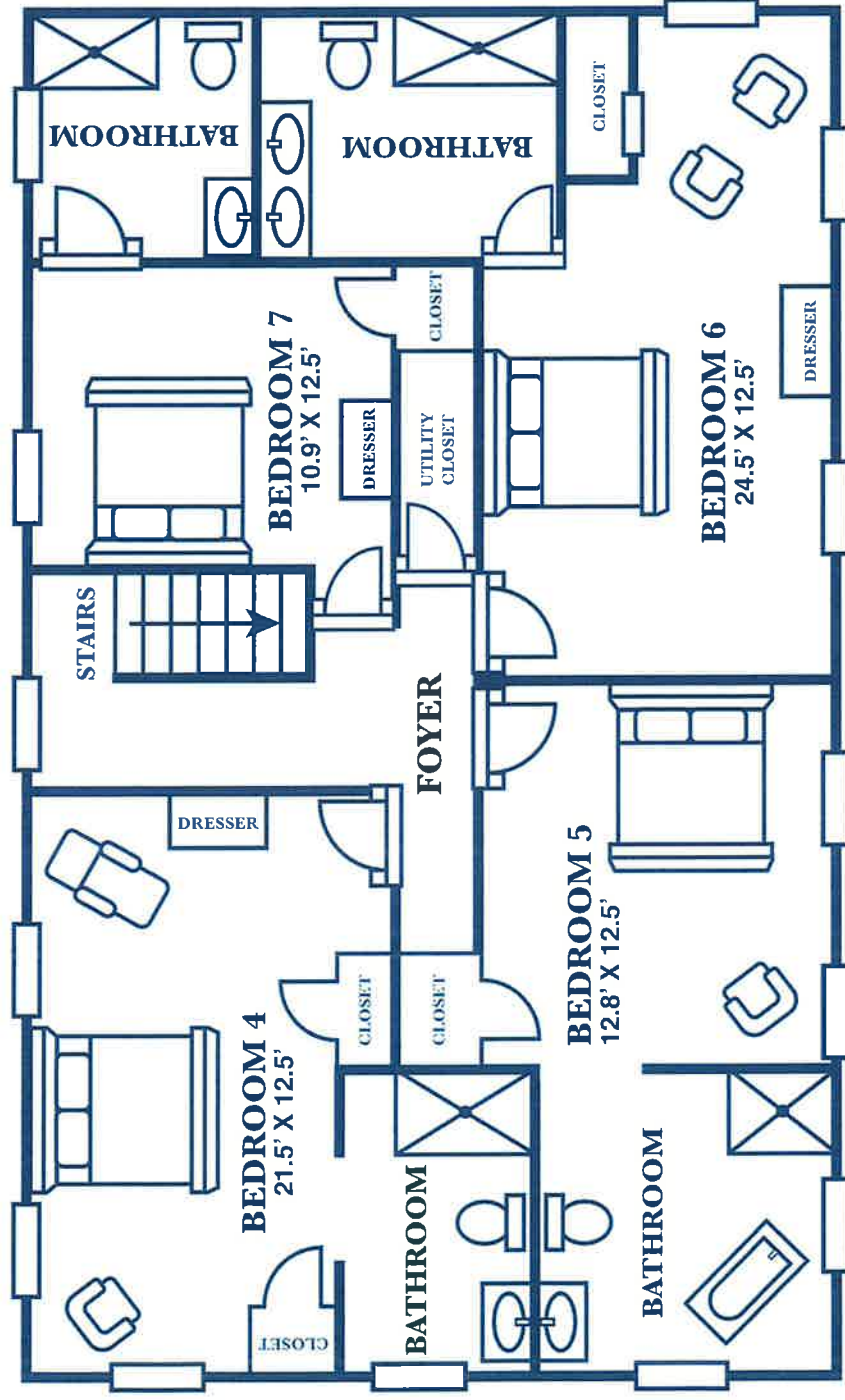 BATHROOM
BATHROOM
CLOSET
BEDROOM 7
10.9' X 12.5'
CLOSET
DRESSER
UTILITY
CLOSET
BEDROOM 6
24.5' X 12.5'
DRESSER
STAIRS
FOYER
DRESSER
BEDROOM 4
21.5' X 12.5'
CLOSET
CLOSET
BEDROOM 5
12.8' X 12.5'
CLOSET
BATHROOM
BATHROOM